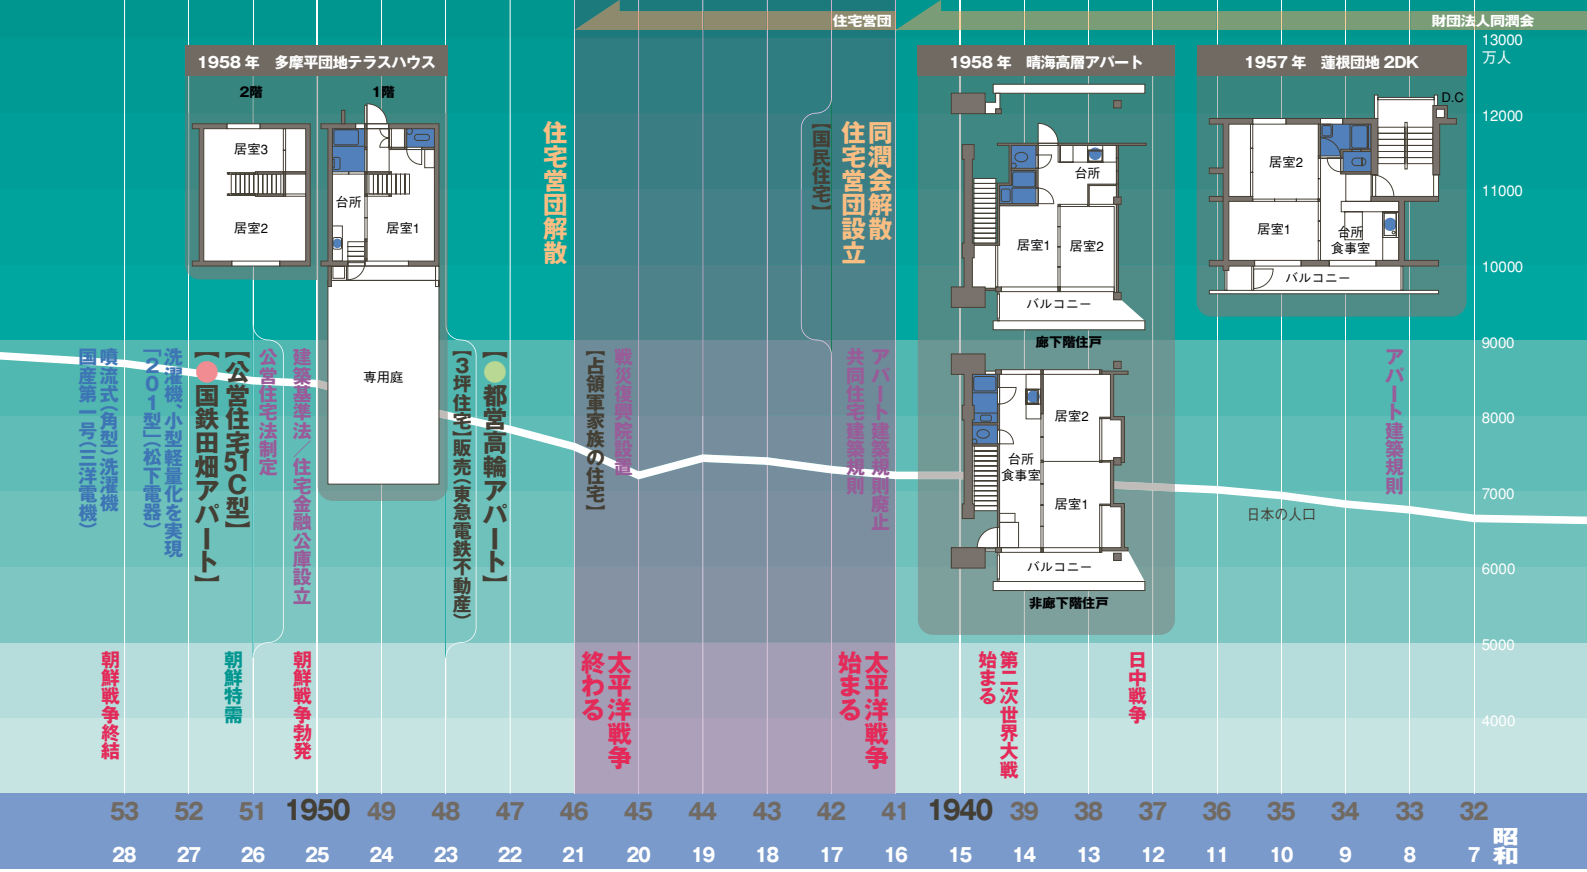 住宅営団
財団法人同潤会
13000
万人
12000
11000
10000
9000
8000
7000
6000
5000
4000
1958 年　多摩平団地テラスハウス
2階
1階
居室3
居室2
台所
居室1
専用庭
1958 年　晴海高層アパート
台所
居室1
居室2
バルコニー
廊下階住戸
居室2
台所
食事室
居室1
バルコニー
非廊下階住戸
1957 年　蓮根団地 2DK
D.C
居室2
居室1
台所
食事室
バルコニー
アパート建築規則
日本の人口
同潤会解散
住宅営団設立
【国民住宅】
アパート建築規則廃止
共同住宅建築規則
住宅営団解散
戦災復興院設置
【占領軍家族の住宅】
【都営高輪アパート】
【3坪住宅】販売（東急電鉄不動産）
建築基準法／住宅金融公庫設立
公営住宅法制定
【公営住宅51C型】
【国鉄田畑アパート】
洗濯機、小型軽量化を実現
「201型」（松下電器）
噴流式（角型）洗濯機
国産第一号（三洋電機）
日中戦争
第二次世界大戦
始まる
太平洋戦争
始まる
太平洋戦争
終わる
朝鮮戦争勃発
朝鮮特需
朝鮮戦争終結
53 52 51 1950 49 48 47 46 45 44 43 42 41 1940 39 38 37 36 35 34 33 32
28 27 26 25 24 23 22 21 20 19 18 17 16 15 14 13 12 11 10 9 8 7
昭和